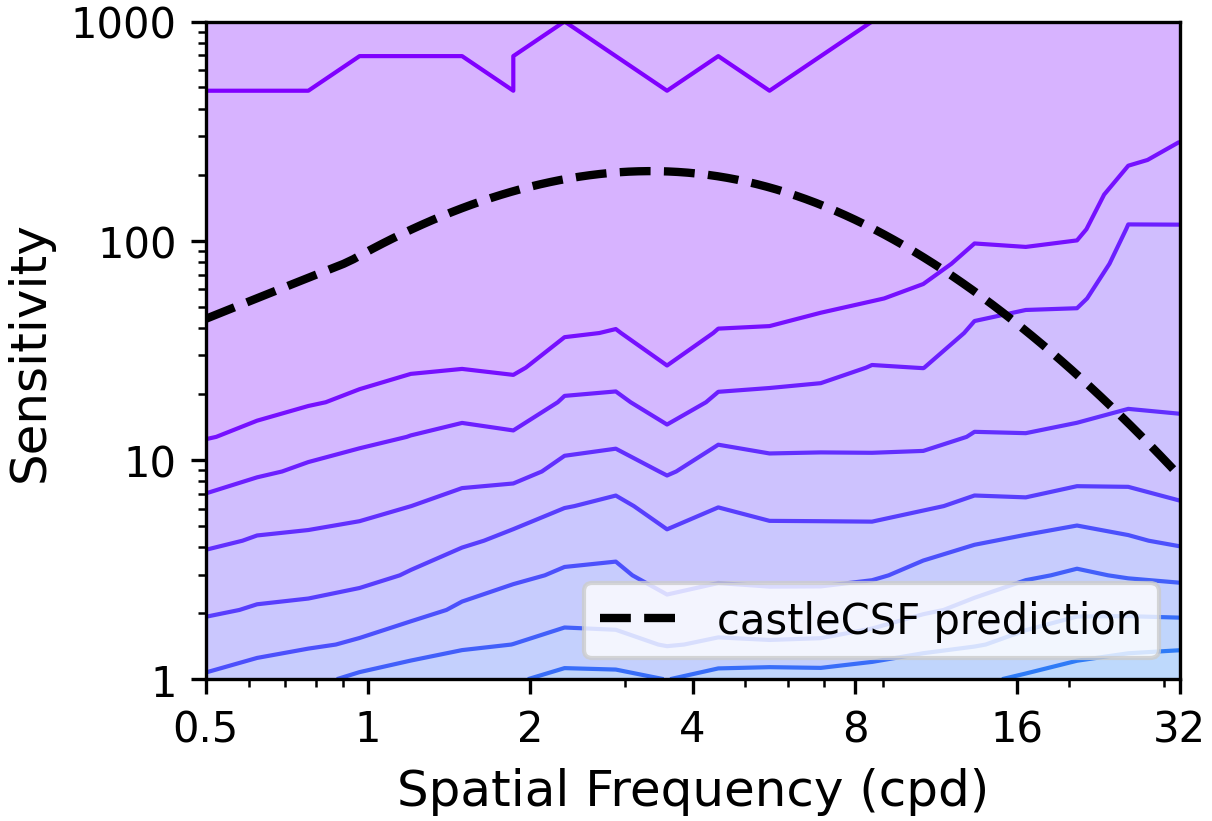 1000
100
10
1
Sensitivity
castleCSF prediction
0.5 1 2 4 8 16 32
Spatial Frequency (cpd)